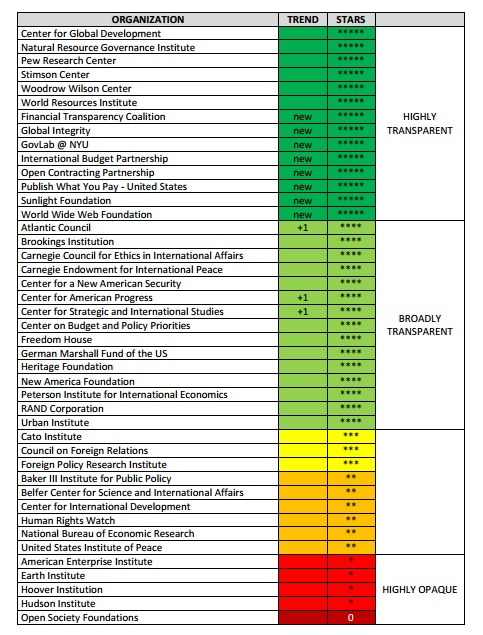 ORGANIZATION TREND STARS
Center for Global Development *****
Natural Resource Governance Institute *****
Pew Research Center *****
Stimson Center *****
Woodrow Wilson Center *****
World Resources Institute *****
Financial Transparency Coalition new ***** HIGHLY
Global Integrity new ***** TRANSPARENT
GovLab @ NYU new *****
International Budget Partnership new *****
Open Contracting Partnership new *****
Publish What You Pay - United States new *****
Sunlight Foundation new *****
World Wide Web Foundation new *****
Atlantic Council +1 ****
Brookings Institution ****
Carnegie Council for Ethics in International Affairs ****
Carnegie Endowment for International Peace ****
Center for a New American Security ****
Center for American Progress +1 ****
Center for Strategic and International Studies +1 **** BROADLY
Center on Budget and Policy Priorities **** TRANSPARENT
Freedom House ****
German Marshall Fund of the US ****
Heritage Foundation ****
New America Foundation ****
Peterson Institute for International Economics ****
RAND Corporation ****
Urban Institute ****
Cato Institute ***
Council on Foreign Relations ***
Foreign Policy Research Institute ***
Baker III Institute for Public Policy **
Belfer Center for Science and International Affairs **
Center for International Development **
Human Rights Watch **
National Bureau of Economic Research **
United States Institute of Peace **
American Enterprise Institute *
Earth Institute *
Hoover Institution * HIGHLY OPAQUE
Hudson Institute *
Open Society Foundations 0